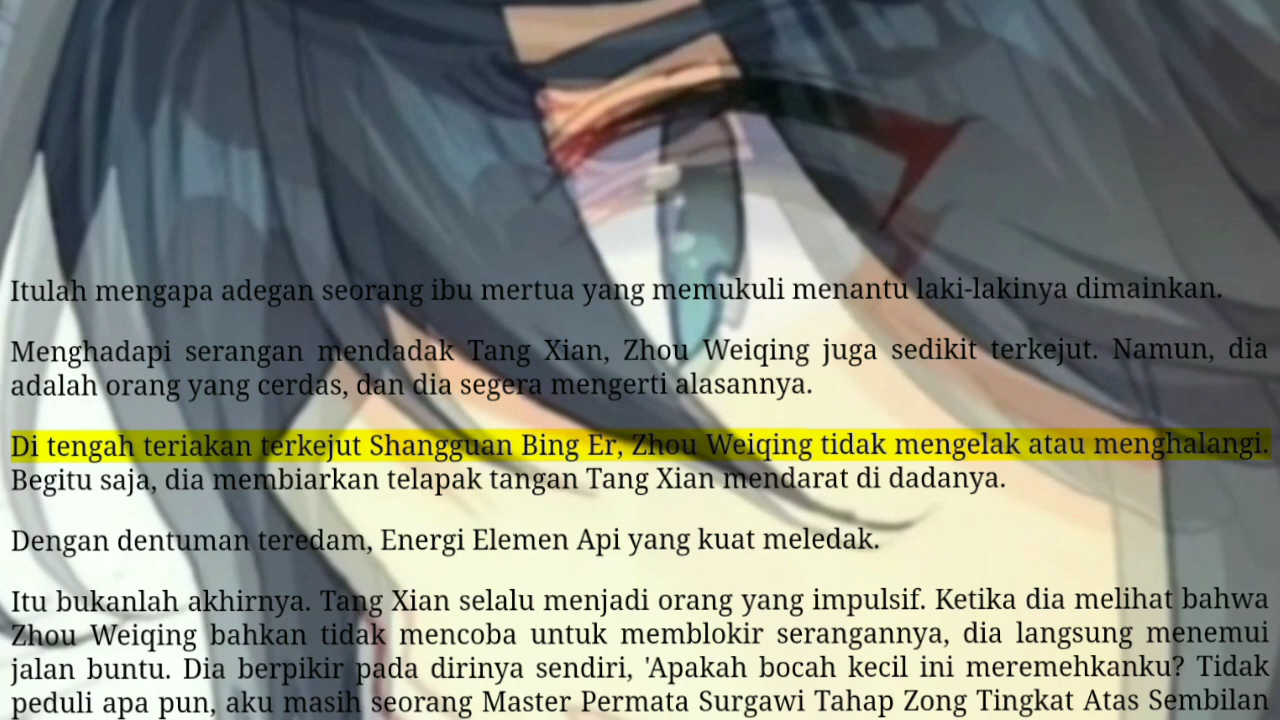 Itulah mengapa adegan seorang ibu mertua yang memukuli menantu laki-lakinya dimainkan.
Menghadapi serangan mendadak Tang Xian, Zhou Weiqing juga sedikit terkejut. Namun, dia
adalah orang yang cerdas, dan dia segera mengerti alasannya.
Di tengah teriakan terkejut Shangguan Bing Er, Zhou Weiqing tidak mengelak atau menghalangi.
Begitu saja, dia membiarkan telapak tangan Tang Xian mendarat di dadanya.
Dengan dentuman teredam, Energi Elemen Api yang kuat meledak.
Itu bukanlah akhirnya. Tang Xian selalu menjadi orang yang impulsif. Ketika dia melihat bahwa
Zhou Weiqing bahkan tidak mencoba untuk memblokir serangannya, dia langsung menemui
jalan buntu. Dia berpikir pada dirinya sendiri, 'Apakah bocah kecil ini meremehkanku? Tidak
peduli apa pun, aku masih seorang Master Permata Surgawi Tahap Zong Tingkat Atas Sembilan